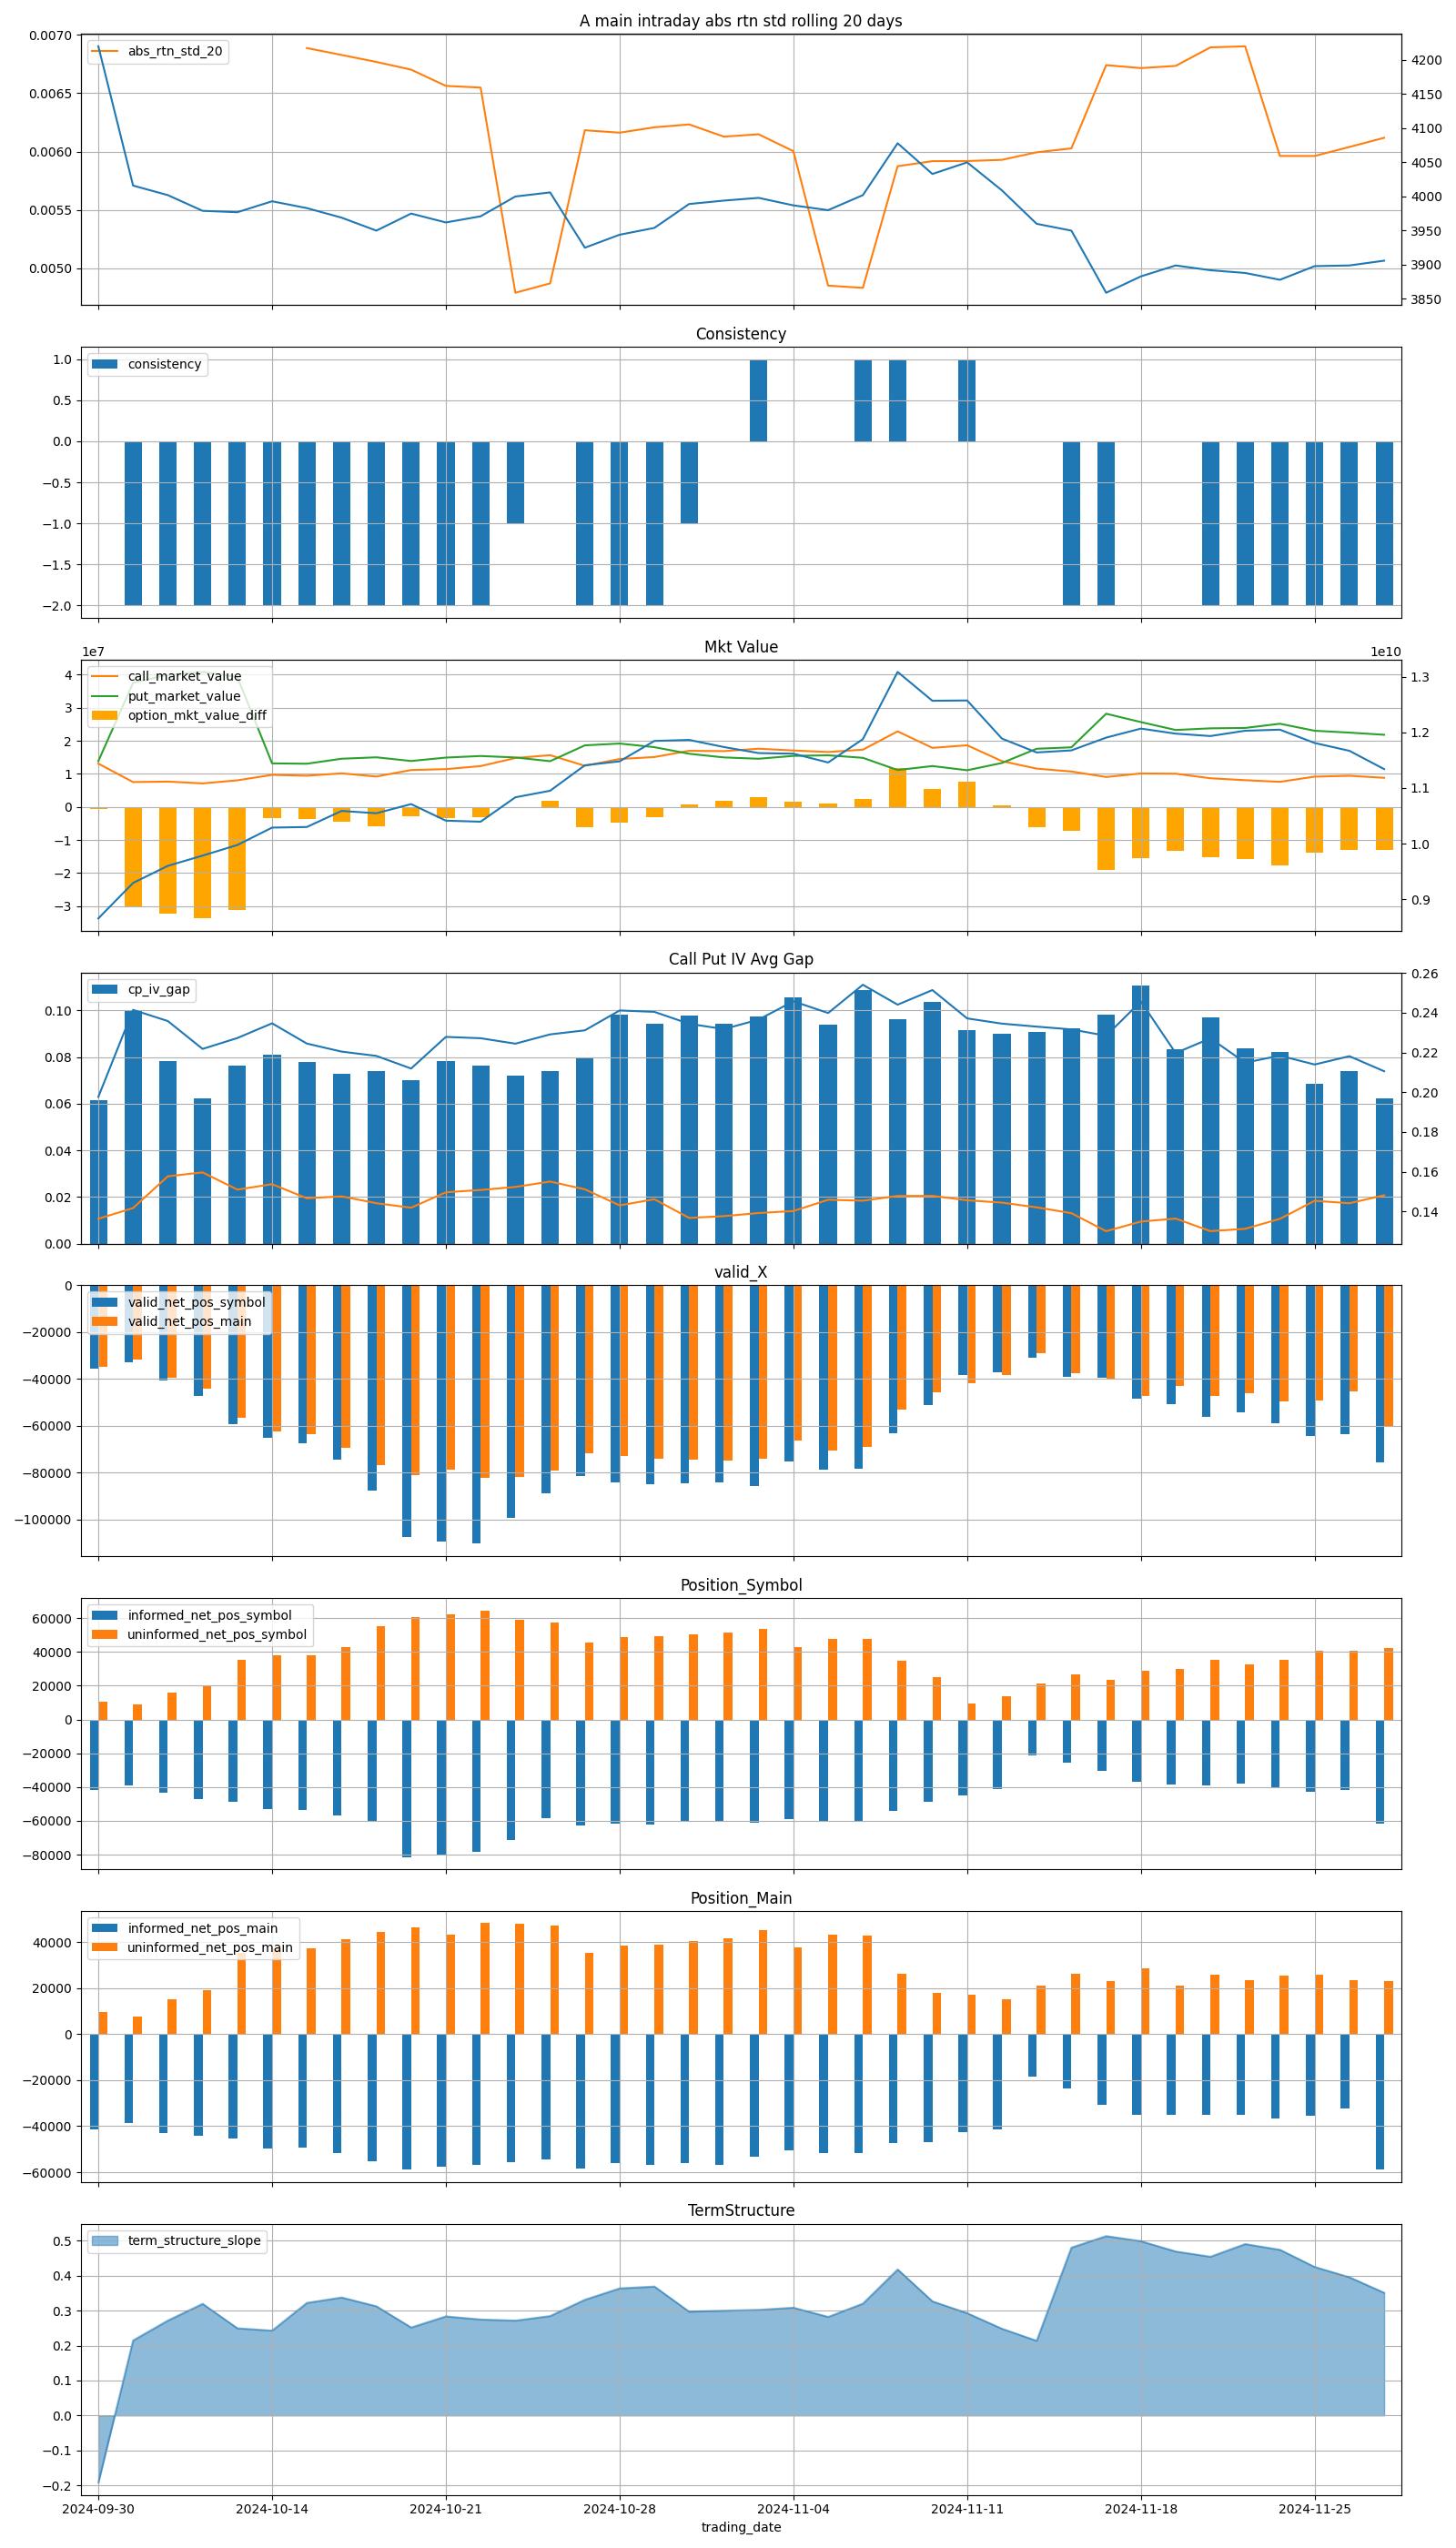 A main intraday abs rtn std rolling 20 days
abs_rtn_std_20
0.0070
0.0065
0.0060
0.0055
0.0050
4200
4150
4100
4050
4000
3950
3900
3850
Consistency
consistency
1.0
0.5
0.0
−0.5
−1.0
−1.5
−2.0
Mkt Value
1e7
1e10
call_market_value
put_market_value
option_mkt_value_diff
4
3
2
1
0
−1
−2
−3
1.3
1.2
1.1
1.0
0.9
Call Put IV Avg Gap
cp_iv_gap
0.10
0.08
0.06
0.04
0.02
0.00
0.26
0.24
0.22
0.20
0.18
0.16
0.14
valid_X
valid_net_pos_symbol
valid_net_pos_main
0
−20000
−40000
−60000
−80000
−100000
Position_Symbol
informed_net_pos_symbol
uninformed_net_pos_symbol
60000
40000
20000
0
−20000
−40000
−60000
−80000
Position_Main
informed_net_pos_main
uninformed_net_pos_main
40000
20000
0
−20000
−40000
−60000
TermStructure
term_structure_slope
0.5
0.4
0.3
0.2
0.1
0.0
−0.1
−0.2
2024-09-30 2024-10-14 2024-10-21 2024-10-28 2024-11-04 2024-11-11 2024-11-18 2024-11-25
trading_date